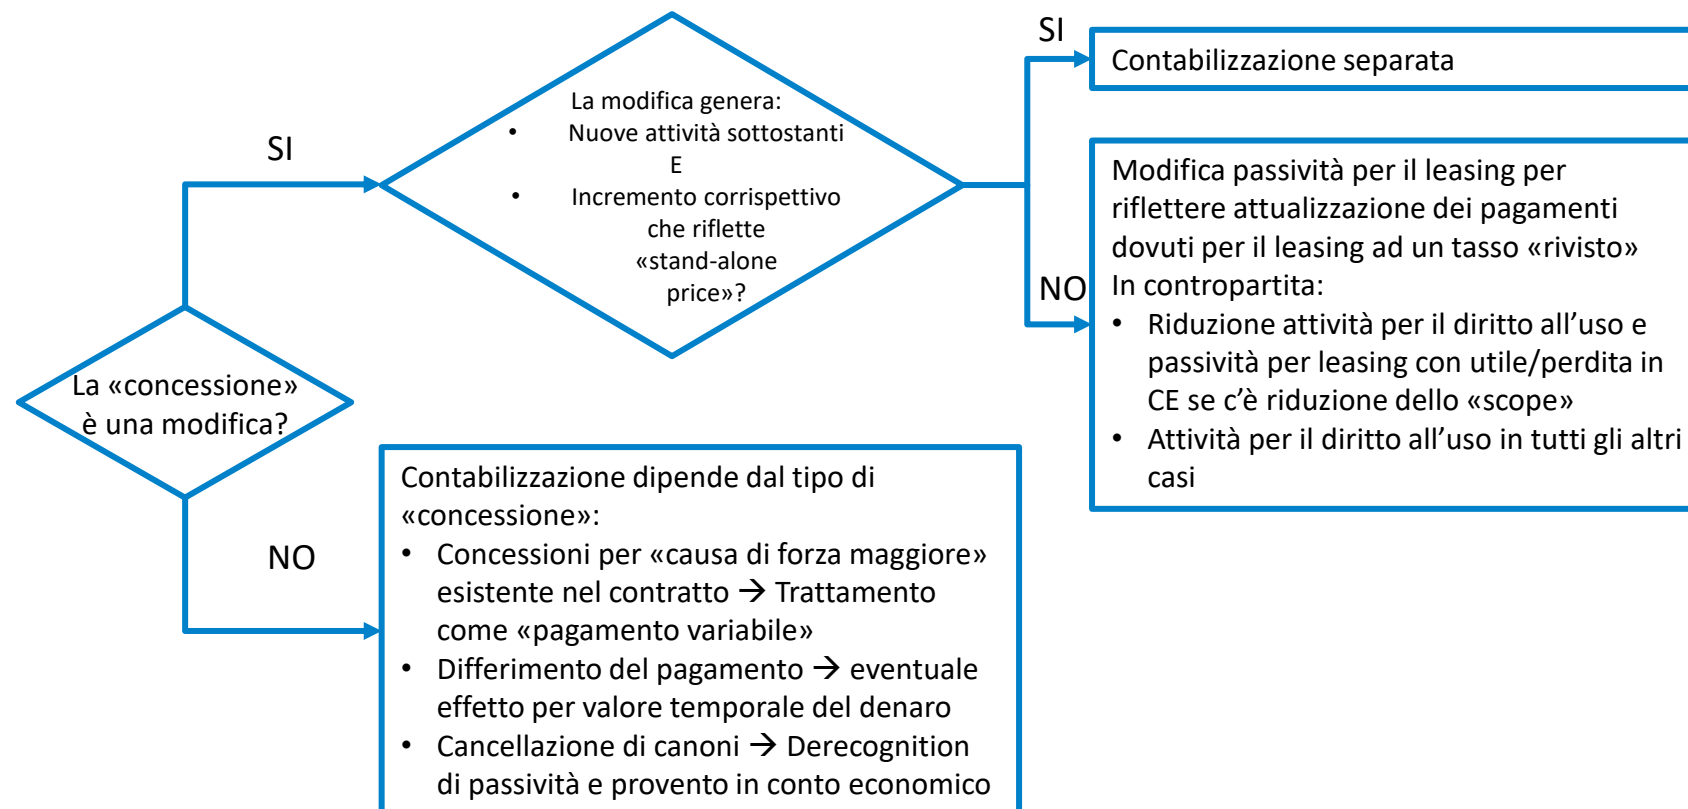 SI
Contabilizzazione separata
La modifica genera:
• Nuove attività sottostanti
E
• Incremento corrispettivo
che riflette
«stand-alone
price»?
SI
Modifica passività per il leasing per
riflettere attualizzazione dei pagamenti
dovuti per il leasing ad un tasso «rivisto»
In contropartita:
• Riduzione attività per il diritto all’uso e
passività per leasing con utile/perdita in
CE se c’è riduzione dello «scope»
• Attività per il diritto all’uso in tutti gli altri
casi
NO
La «concessione»
è una modifica?
NO
Contabilizzazione dipende dal tipo di
«concessione»:
• Concessioni per «causa di forza maggiore»
esistente nel contratto → Trattamento
come «pagamento variabile»
• Differimento del pagamento → eventuale
effetto per valore temporale del denaro
• Cancellazione di canoni → Derecognition
di passività e provento in conto economico